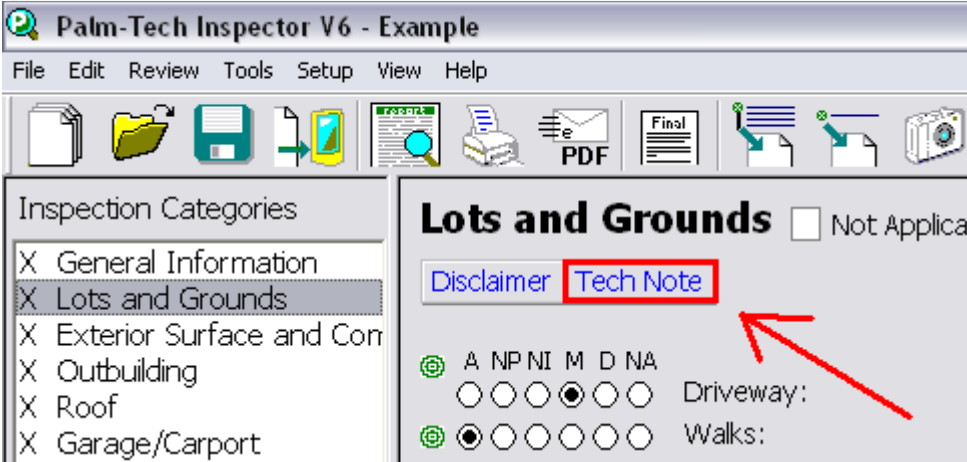 Palm-Tech Inspector V6 - Example
File Edit Review Tools Setup View Help
report
e
PDF
Final
Inspection Categories
X General Information
X Lots and Grounds
X Exterior Surface and Com
X Outbuilding
X Roof
X Garage/Carport
Lots and Grounds Not Applica
Disclaimer Tech Note
A NP NI M D NA
Driveway:
Walks: